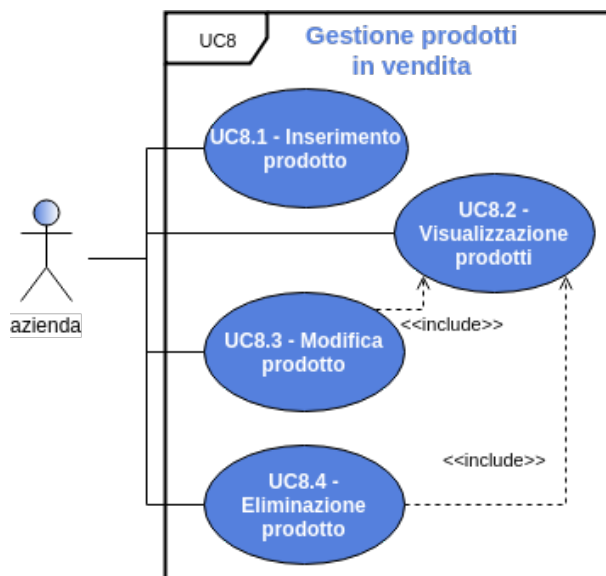 UC8
Gestione prodotti
in vendita
UC8.1 - Inserimento
prodotto
UC8.2 -
Visualizzazione
prodotti
azienda
<<include>>
UC8.3 - Modifica
prodotto
<<include>>
UC8.4 -
Eliminazione
prodotto